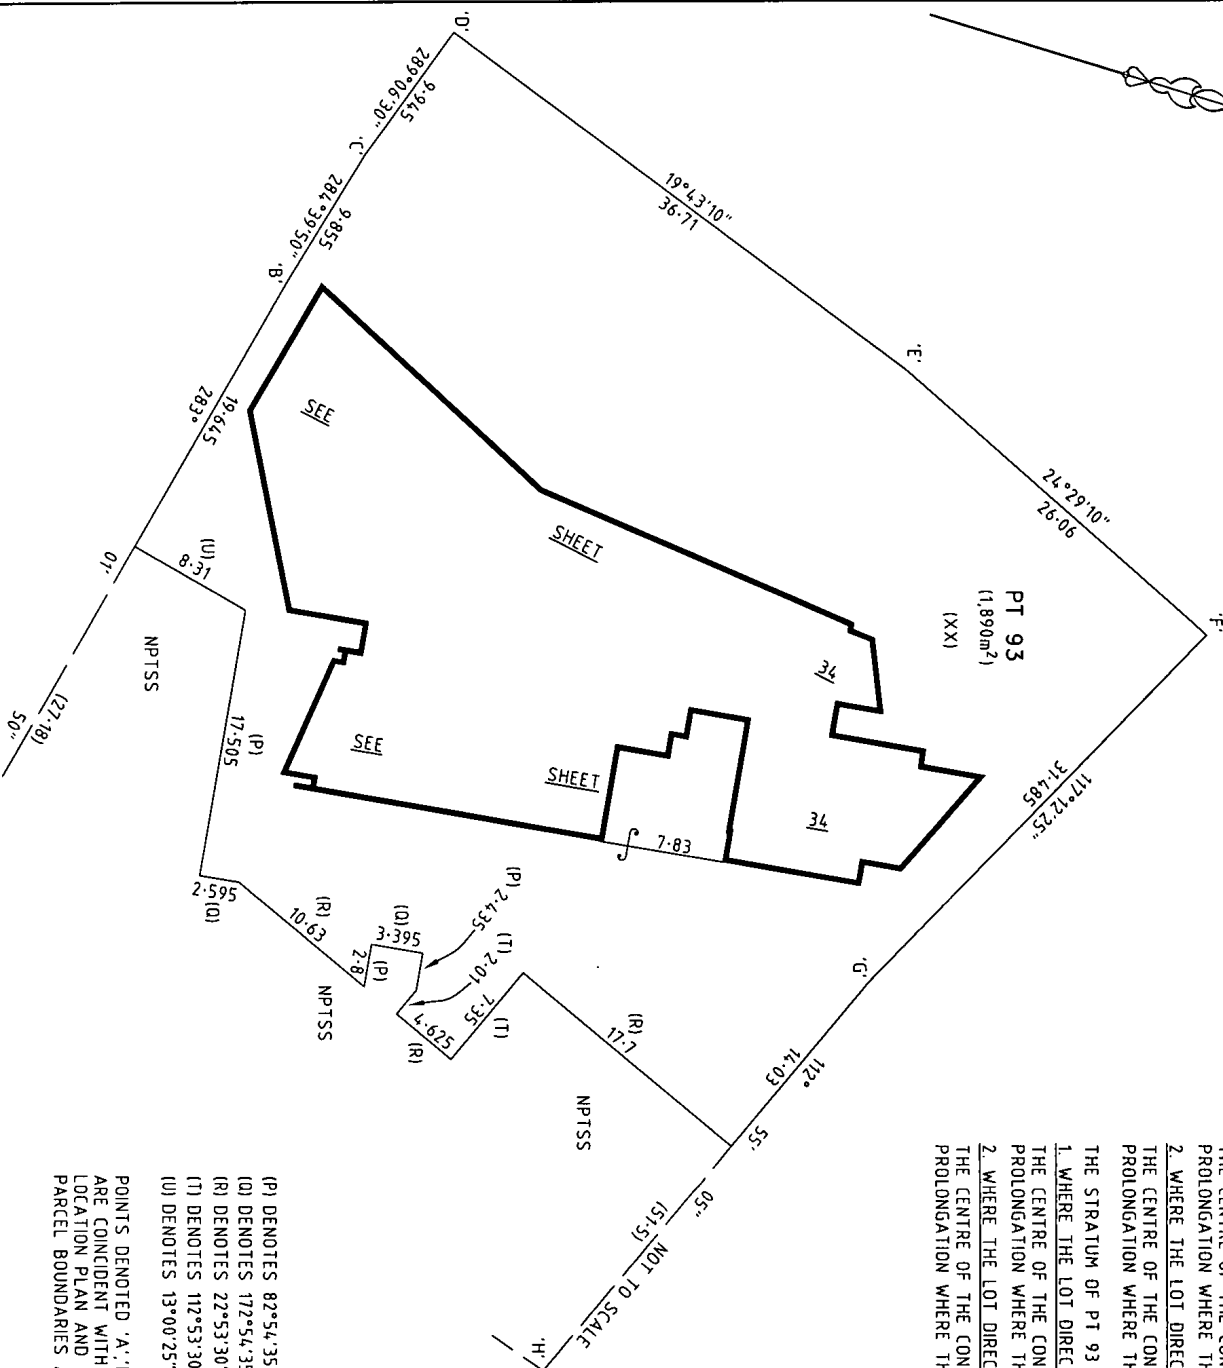 'D'
289°06'30"
9·945
'C'
284°39'50"
9·855
'B'
283°
19·645
01'
50"
(27·18)
19°43'10"
36·71
'E'
24°29'10"
26·06
'F'
PT 93
(1,890m²)
(XX)
117°12'25"
31·485
'G'
112°
14·03
55'
05"
(51·5) NOT TO SCALE
'H'
SEE
SHEET
34
SEE
SHEET
34
7·83
(U)
8·31
NPTSS
(P)
17·505
2·595
(Q)
(R)
10·63
(P)
2·8
(Q)
3·395
(P) 2·435
(T) 2·01
(R)
4·625
(T)
7·35
(R)
17·7
NPTSS
NPTSS
PROLONGATION WHERE TH
2. WHERE THE LOT DIREC
THE CENTRE OF THE CON
PROLONGATION WHERE TH
THE STRATUM OF PT 93
1. WHERE THE LOT DIREC
THE CENTRE OF THE CON
PROLONGATION WHERE TH
2. WHERE THE LOT DIREC
THE CENTRE OF THE CON
PROLONGATION WHERE TH
(P) DENOTES 82°54'35
(Q) DENOTES 172°54'35
(R) DENOTES 22°53'30"
(T) DENOTES 112°53'30
(U) DENOTES 13°00'25"
POINTS DENOTED 'A','
ARE COINCIDENT WITH
LOCATION PLAN AND
PARCEL BOUNDARIES